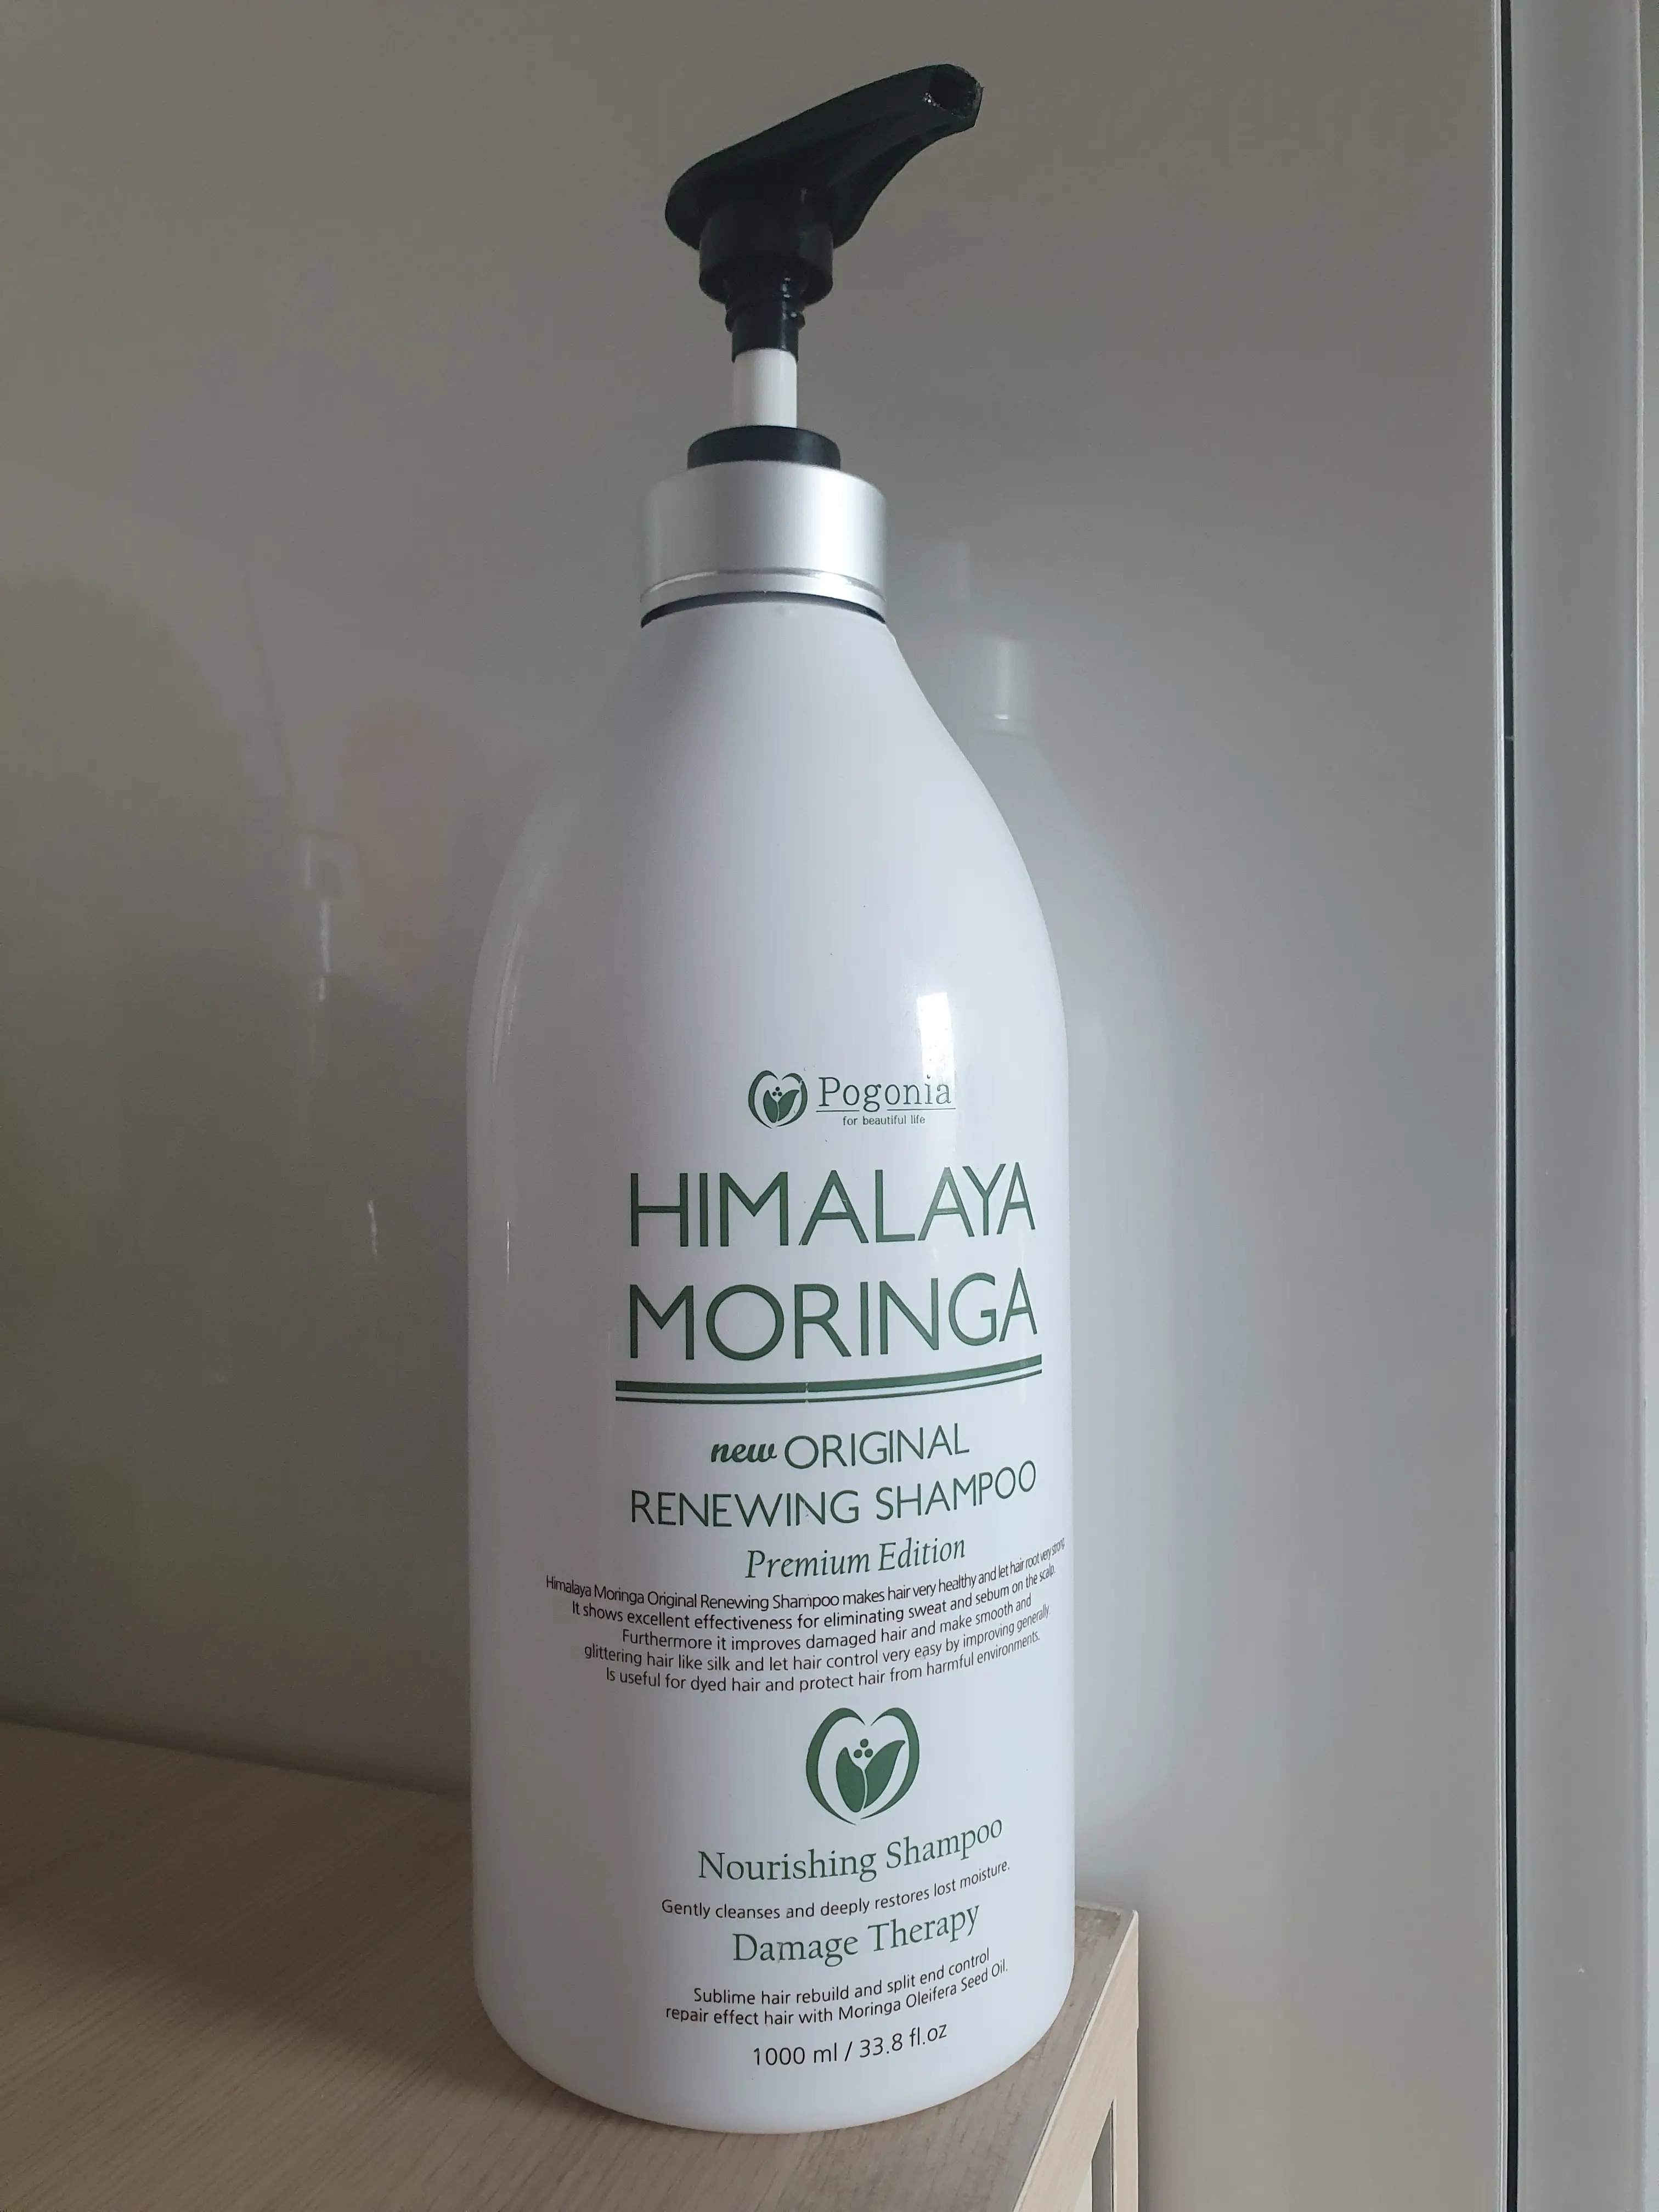 Pogonia
for beautiful life
HIMALAYA
MORINGA
new ORIGINAL
RENEWING SHAMPOO
Premium Edition
Himalaya Moringa Original Renewing Shampoo makes hair very healthy and let hair root very strong.
It shows excellent effectiveness for eliminating sweat and sebum on the scalp.
Furthermore it improves damaged hair and make smooth and
glittering hair like silk and let hair control very easy by improving generally
Is useful for dyed hair and protect hair from harmful environments.
Nourishing Shampoo
Gently cleanses and deeply restores lost moisture.
Damage Therapy
Sublime hair rebuild and split end control
repair effect hair with Moringa Oleifera Seed Oil.
1000 ml / 33.8 fl.oz